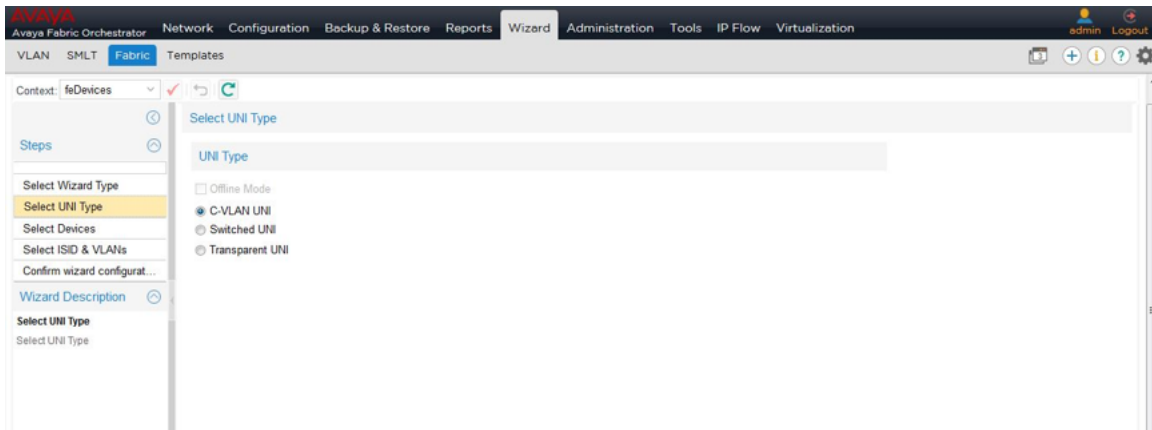 AVAYA
Avaya Fabric Orchestrator Network Configuration Backup & Restore Reports Wizard Administration Tools IP Flow Virtualization admin Logout
VLAN SMLT Fabric Templates
Context: feDevices
Select UNI Type
Steps
UNI Type
Select Wizard Type
Offline Mode
Select UNI Type
C-VLAN UNI
Select Devices
Switched UNI
Select ISID & VLANs
Transparent UNI
Confirm wizard configurat...
Wizard Description
Select UNI Type
Select UNI Type